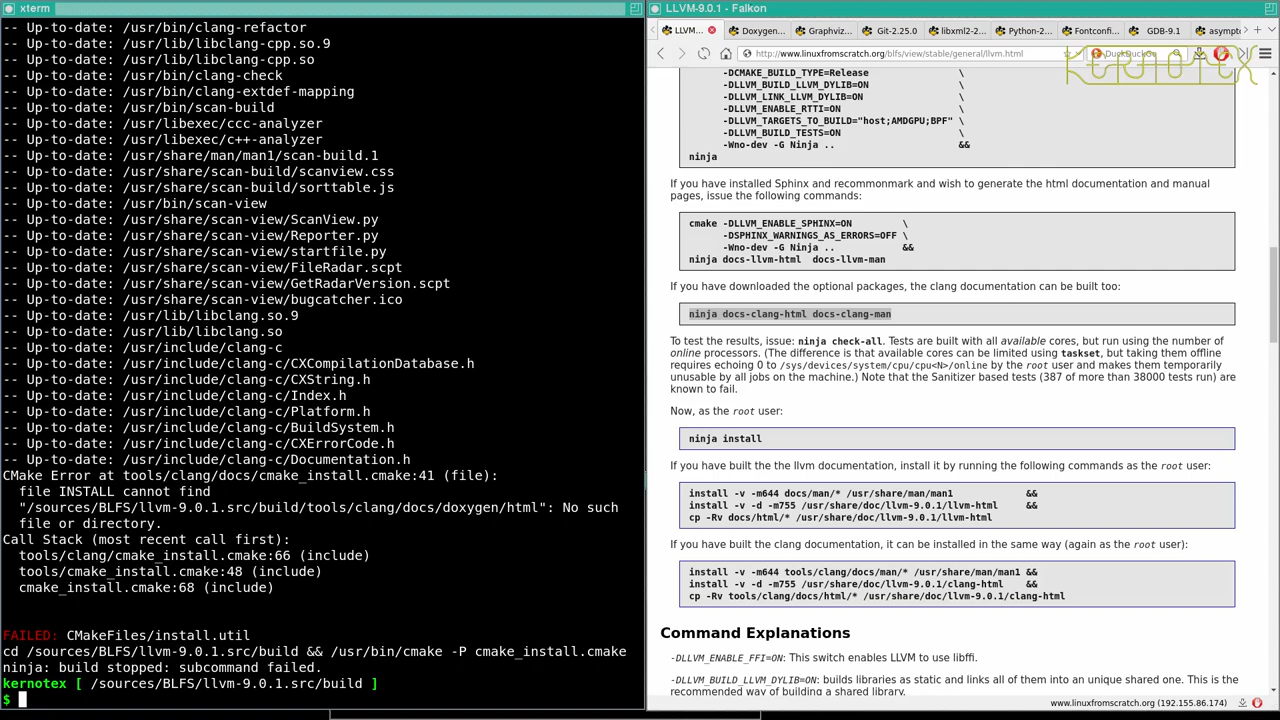 xterm
-- Up-to-date: /usr/bin/clang-refactor
-- Up-to-date: /usr/lib/libclang-cpp.so.9
-- Up-to-date: /usr/lib/libclang-cpp.so
-- Up-to-date: /usr/bin/clang-check
-- Up-to-date: /usr/bin/clang-extdef-mapping
-- Up-to-date: /usr/bin/scan-build
-- Up-to-date: /usr/libexec/ccc-analyzer
-- Up-to-date: /usr/libexec/c++-analyzer
-- Up-to-date: /usr/share/man/man1/scan-build.1
-- Up-to-date: /usr/share/scan-build/scanview.css
-- Up-to-date: /usr/share/scan-build/sorttable.js
-- Up-to-date: /usr/bin/scan-view
-- Up-to-date: /usr/share/scan-view/ScanView.py
-- Up-to-date: /usr/share/scan-view/Reporter.py
-- Up-to-date: /usr/share/scan-view/startfile.py
-- Up-to-date: /usr/share/scan-view/FileRadar.scpt
-- Up-to-date: /usr/share/scan-view/GetRadarVersion.scpt
-- Up-to-date: /usr/share/scan-view/bugcatcher.ico
-- Up-to-date: /usr/lib/libclang.so.9
-- Up-to-date: /usr/lib/libclang.so
-- Up-to-date: /usr/include/clang-c
-- Up-to-date: /usr/include/clang-c/CXCompilationDatabase.h
-- Up-to-date: /usr/include/clang-c/CXString.h
-- Up-to-date: /usr/include/clang-c/Index.h
-- Up-to-date: /usr/include/clang-c/Platform.h
-- Up-to-date: /usr/include/clang-c/BuildSystem.h
-- Up-to-date: /usr/include/clang-c/CXErrorCode.h
-- Up-to-date: /usr/include/clang-c/Documentation.h
CMake Error at tools/clang/docs/cmake_install.cmake:41 (file):
file INSTALL cannot find
"/sources/BLFS/llvm-9.0.1.src/build/tools/clang/docs/doxygen/html": No such
file or directory.
Call Stack (most recent call first):
tools/clang/cmake_install.cmake:66 (include)
tools/cmake_install.cmake:48 (include)
cmake_install.cmake:68 (include)
FAILED: CMakeFiles/install.util
cd /sources/BLFS/llvm-9.0.1.src/build && /usr/bin/cmake -P cmake_install.cmake
ninja: build stopped: subcommand failed.
kernotex [ /sources/BLFS/llvm-9.0.1.src/build ]
$
LLVM-9.0.1 - Falkon
LLVM... Doxygen... Graphviz... Git-2.25.0 libxml2-... Python-2... Fontconfi... GDB-9.1 asympto
http://www.linuxfromscratch.org/blfs/view/stable/general/llvm.html DuckDuckGo
KERNOTEX
-DCMAKE_BUILD_TYPE=Release \
-DLLVM_BUILD_LLVM_DYLIB=ON \
-DLLVM_LINK_LLVM_DYLIB=ON \
-DLLVM_ENABLE_RTTI=ON \
-DLLVM_TARGETS_TO_BUILD="host;AMDGPU;BPF" \
-DLLVM_BUILD_TESTS=ON \
-Wno-dev -G Ninja .. &&
ninja
If you have installed Sphinx and recommonmark and wish to generate the html documentation and manual
pages, issue the following commands:
cmake -DLLVM_ENABLE_SPHINX=ON \
-DSPHINX_WARNINGS_AS_ERRORS=OFF \
-Wno-dev -G Ninja .. &&
ninja docs-llvm-html docs-llvm-man
If you have downloaded the optional packages, the clang documentation can be built too:
ninja docs-clang-html docs-clang-man
To test the results, issue: ninja check-all. Tests are built with all available cores, but run using the number of
online processors. (The difference is that available cores can be limited using taskset, but taking them offline
requires echoing 0 to /sys/devices/system/cpu/cpu<N>/online by the root user and makes them temporarily
unusable by all jobs on the machine.) Note that the Sanitizer based tests (387 of more than 38000 tests run) are
known to fail.
Now, as the root user:
ninja install
If you have built the the llvm documentation, install it by running the following commands as the root user:
install -v -m644 docs/man/* /usr/share/man/man1 &&
install -v -d -m755 /usr/share/doc/llvm-9.0.1/llvm-html &&
cp -Rv docs/html/* /usr/share/doc/llvm-9.0.1/llvm-html
If you have built the clang documentation, it can be installed in the same way (again as the root user):
install -v -m644 tools/clang/docs/man/* /usr/share/man/man1 &&
install -v -d -m755 /usr/share/doc/llvm-9.0.1/clang-html &&
cp -Rv tools/clang/docs/html/* /usr/share/doc/llvm-9.0.1/clang-html
Command Explanations
-DLLVM_ENABLE_FFI=ON: This switch enables LLVM to use libffi.
-DLLVM_BUILD_LLVM_DYLIB=ON: builds libraries as static and links all of them into an unique shared one. This is the
recommended way of building a shared library.
www.linuxfromscratch.org (192.155.86.174)